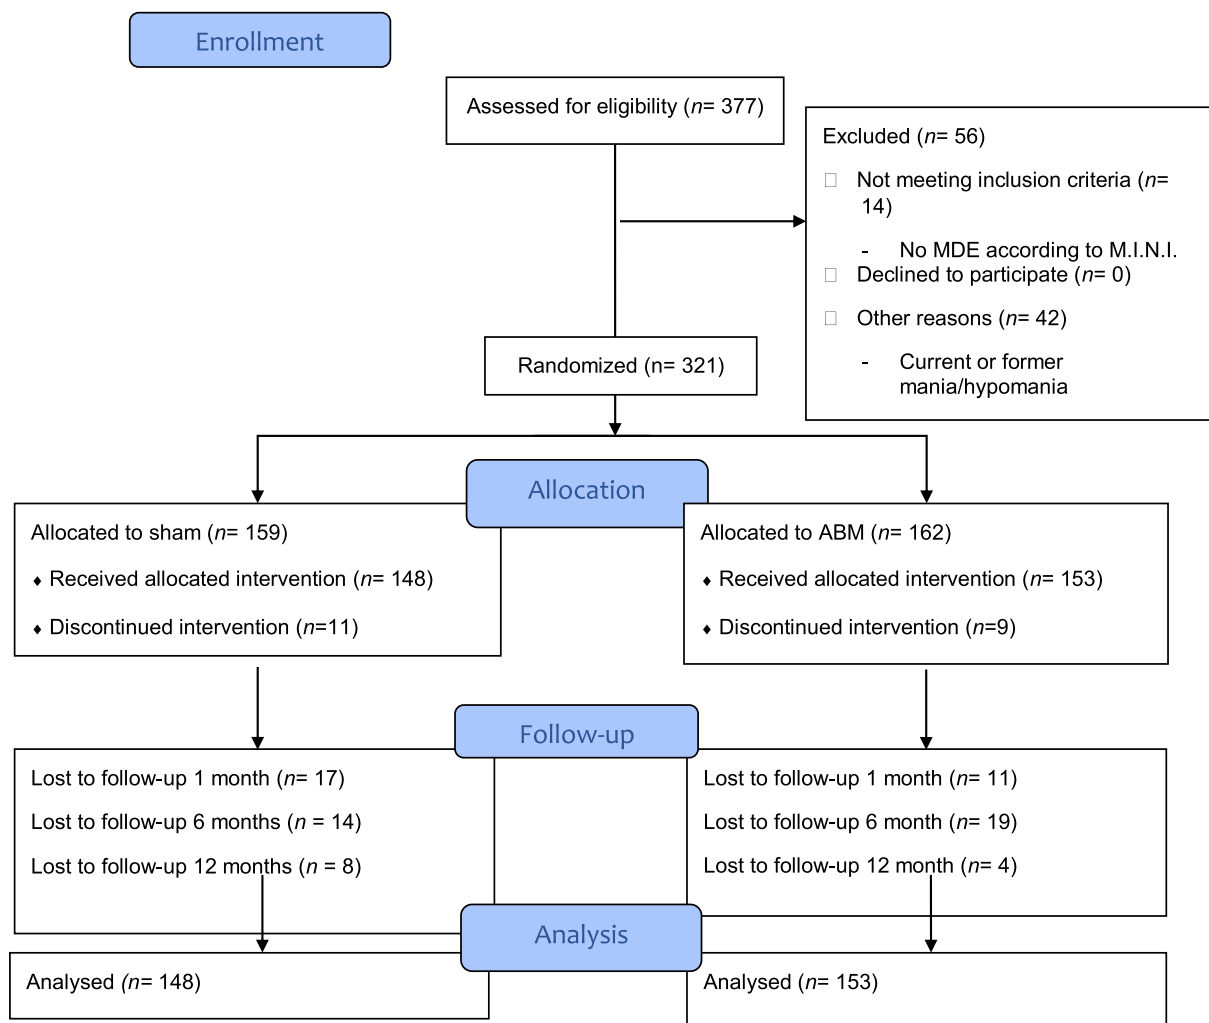 Enrollment
Assessed for eligibility (n= 377)
Excluded (n= 56)
Not meeting inclusion criteria (n=
14)
- No MDE according to M.I.N.I.
Declined to participate (n= 0)
Other reasons (n= 42)
- Current or former
mania/hypomania
Randomized (n= 321)
Allocation
Allocated to sham (n= 159)
♦ Received allocated intervention (n= 148)
♦ Discontinued intervention (n=11)
Allocated to ABM (n= 162)
♦ Received allocated intervention (n= 153)
♦ Discontinued intervention (n=9)
Follow-up
Lost to follow-up 1 month (n= 17)
Lost to follow-up 6 months (n = 14)
Lost to follow-up 12 months (n = 8)
Lost to follow-up 1 month (n= 11)
Lost to follow-up 6 month (n= 19)
Lost to follow-up 12 month (n= 4)
Analysis
Analysed (n= 148)
Analysed (n= 153)